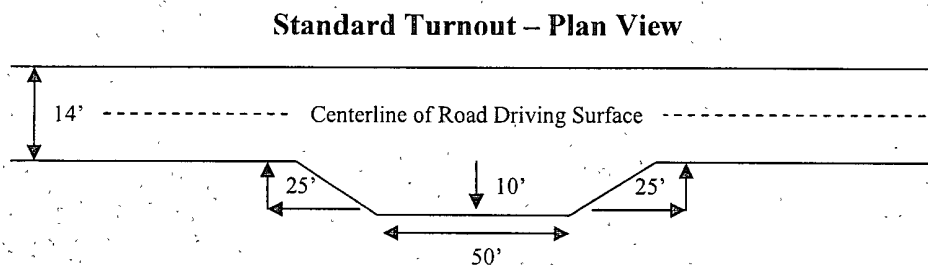 Standard Turnout – Plan View
14'
Centerline of Road Driving Surface
25'
10'
25'
50'